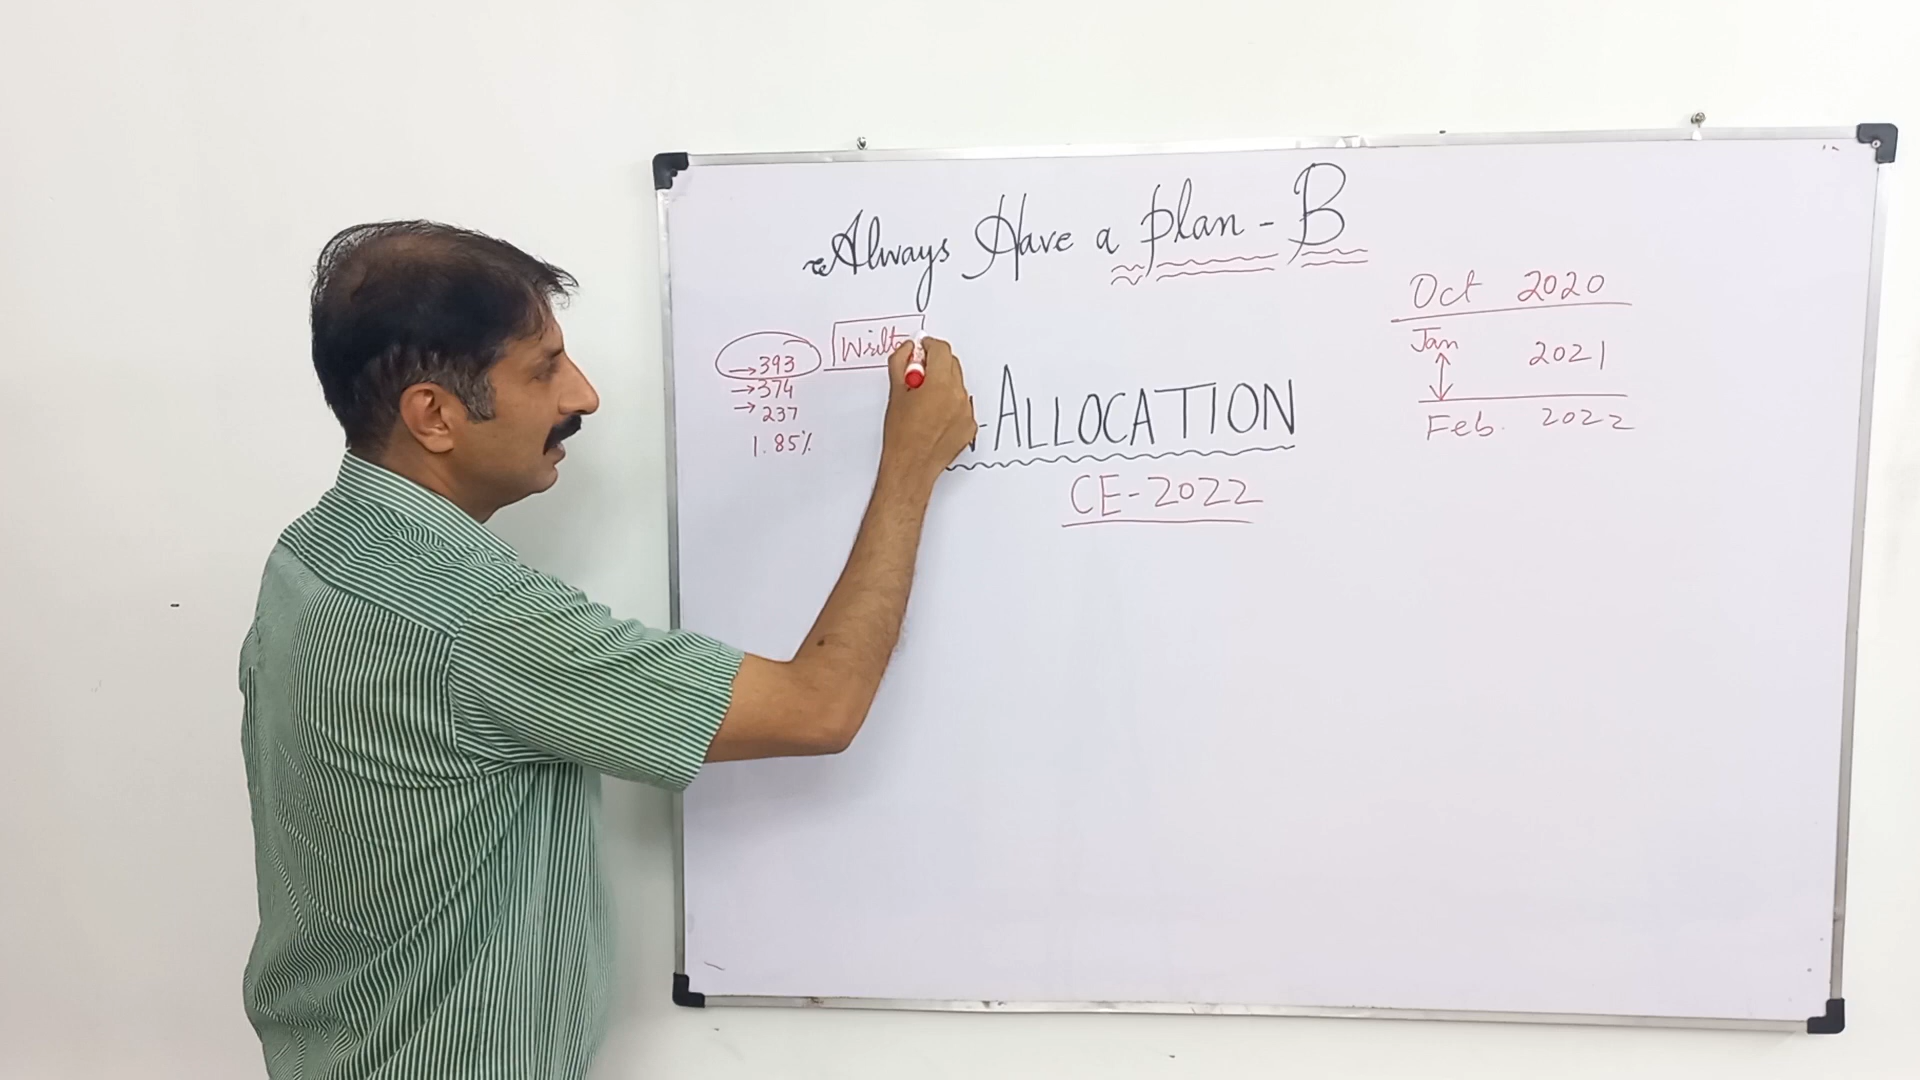 Always Have a plan - B
→393
→374
→237
1.85%
-ALLOCATION
CE-2022
Oct 2020
Jan 2021
Feb. 2022